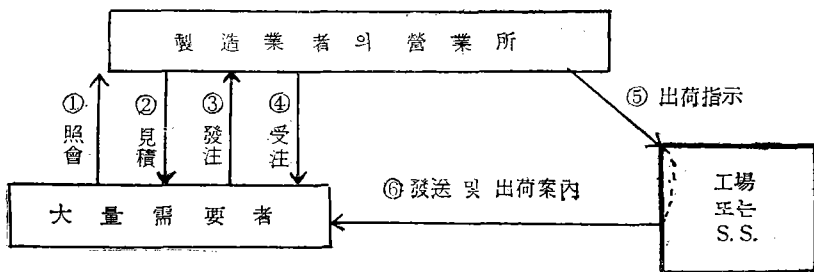 製造業者의 營業所
① 照會
② 見積
③ 發注
④ 受注
⑤ 出荷指示
大量需要者
⑥ 發送 및 出荷案內
工場
또는
S. S.